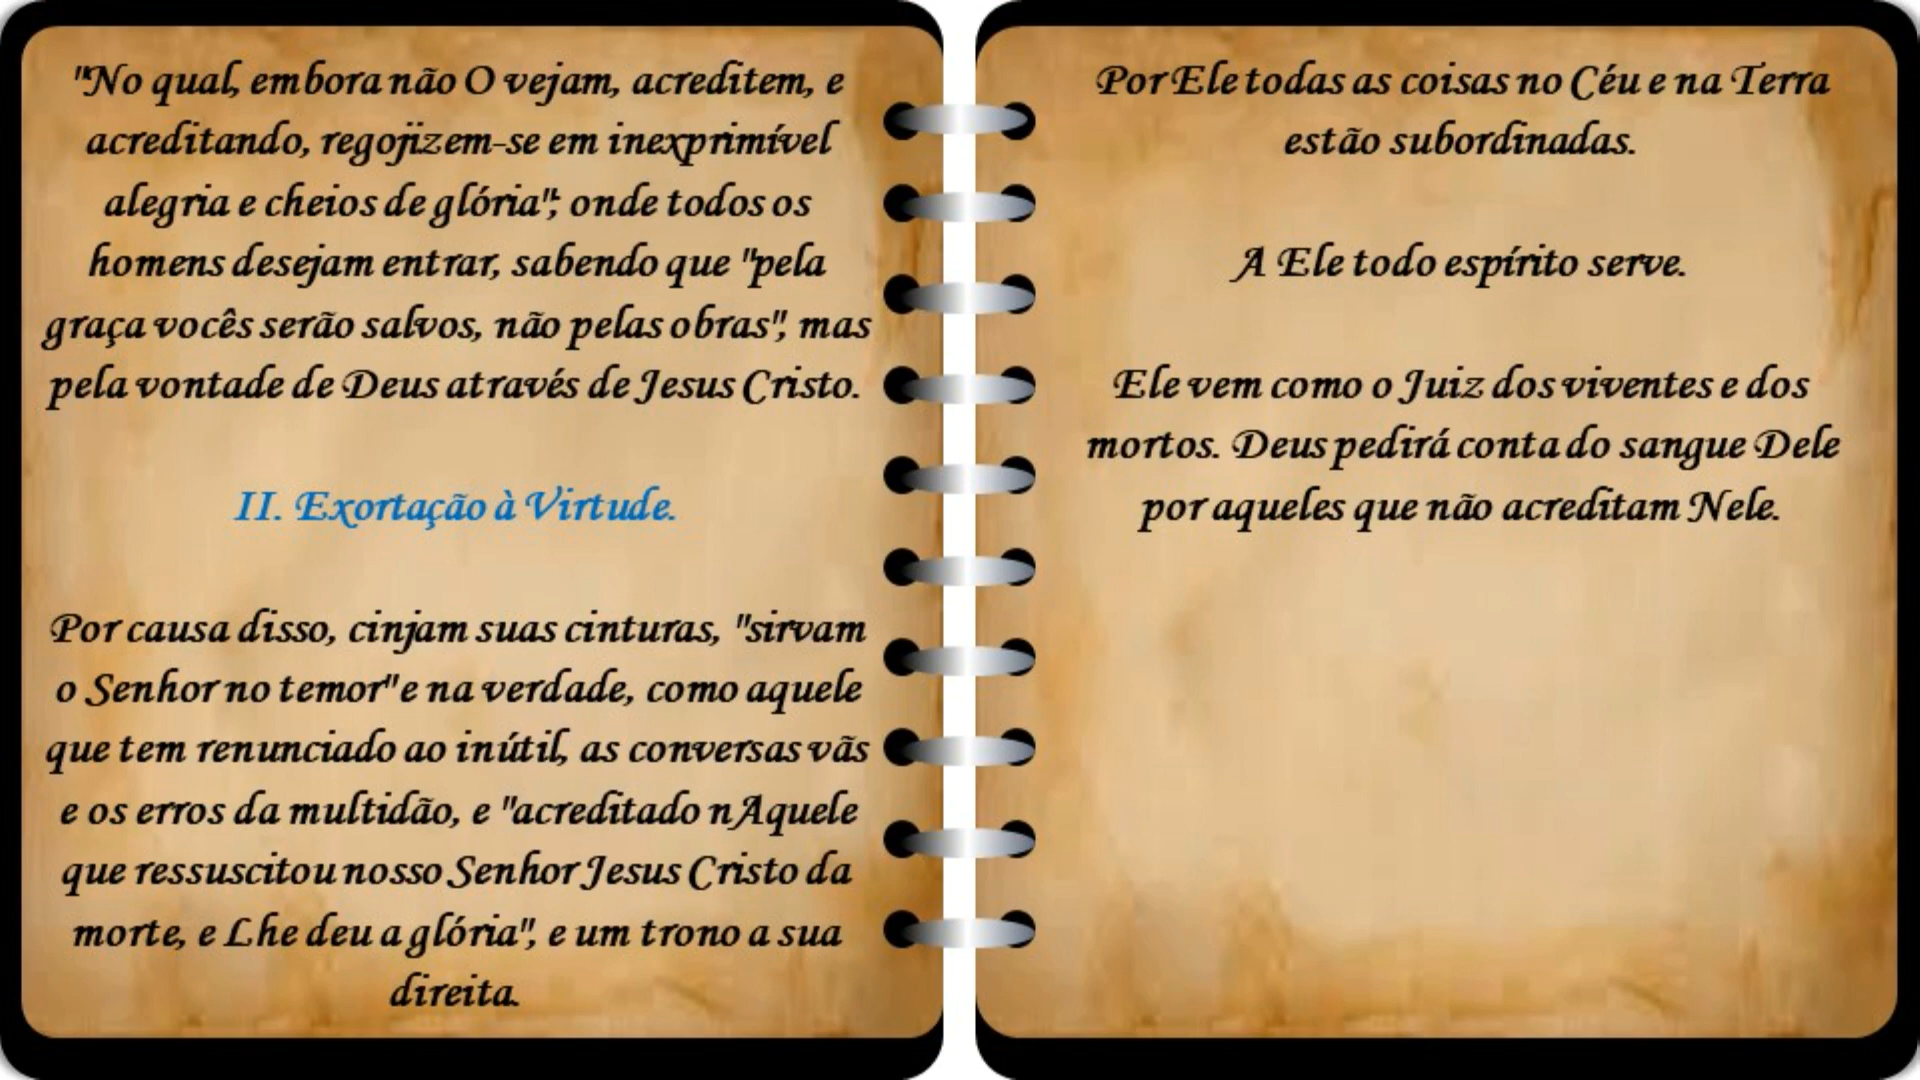 "No qual, embora não O vejam, acreditem, e
acreditando, regojizem-se em inexprimível
alegria e cheios de glória"; onde todos os
homens desejam entrar, sabendo que "pela
graça vocês serão salvos, não pelas obras", mas
pela vontade de Deus através de Jesus Cristo.
II. Exortação à Virtude.
Por causa disso, cinjam suas cinturas, "sirvam
o Senhor no temor" e na verdade, como aquele
que tem renunciado ao inútil, as conversas vãs
e os erros da multidão, e "acreditado nAquele
que ressuscitou nosso Senhor Jesus Cristo da
morte, e Lhe deu a glória", e um trono a sua
direita.
Por Ele todas as coisas no Céu e na Terra
estão subordinadas.
A Ele todo espírito serve.
Ele vem como o Juiz dos viventes e dos
mortos. Deus pedirá conta do sangue Dele
por aqueles que não acreditam Nele.